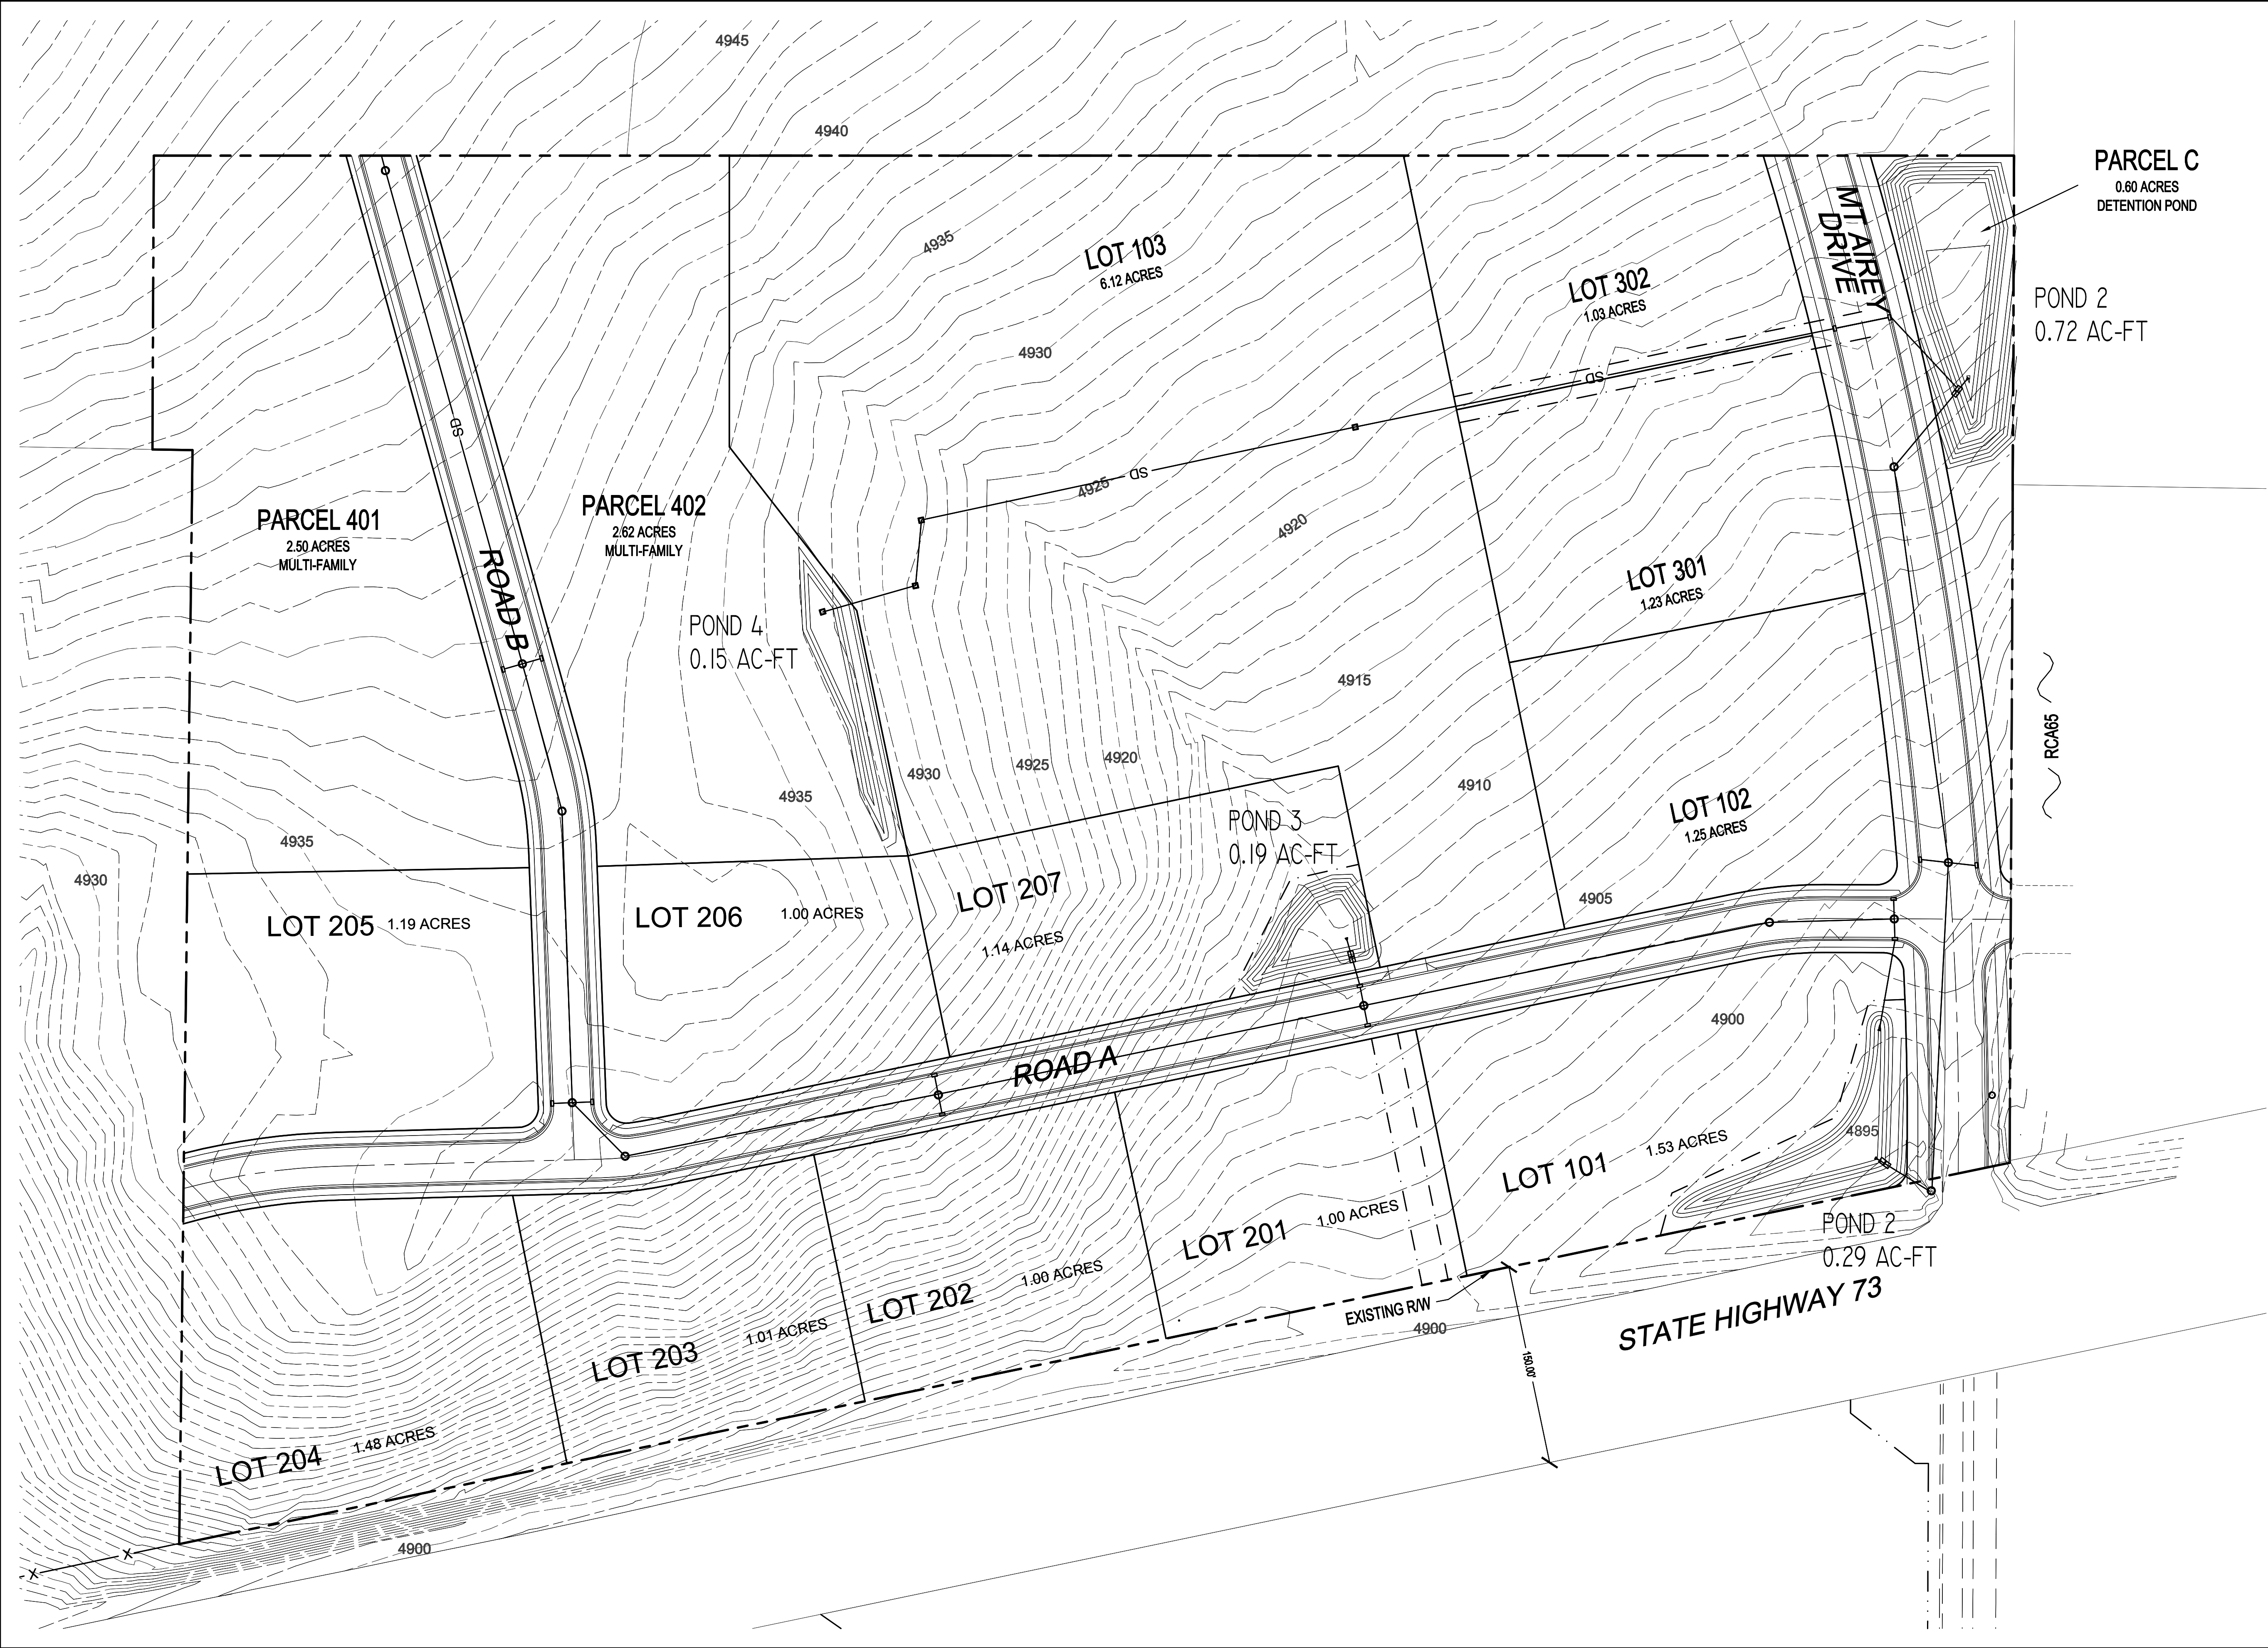 4945
4940
PARCEL C
0.60 ACRES
DETENTION POND
MT AIREY
DRIVE
4935
LOT 103
6.12 ACRES
LOT 302
1.03 ACRES
POND 2
0.72 AC-FT
4930
SD
SD
4925
SD
4920
PARCEL 401
2.50 ACRES
MULTI-FAMILY
ROAD B
PARCEL 402
2.62 ACRES
MULTI-FAMILY
LOT 301
1.23 ACRES
POND 4
0.15 AC-FT
4915
RCA65
4930
4925
4920
4935
4910
LOT 102
1.25 ACRES
POND 3
0.19 AC-FT
4935
4930
4905
LOT 205
1.19 ACRES
LOT 206
1.00 ACRES
LOT 207
1.14 ACRES
4900
ROAD A
4895
LOT 101
1.53 ACRES
LOT 201
1.00 ACRES
POND 2
0.29 AC-FT
LOT 202
1.00 ACRES
EXISTING R/W
4900
STATE HIGHWAY 73
LOT 203
1.01 ACRES
150.00'
LOT 204
1.48 ACRES
4900
X
X